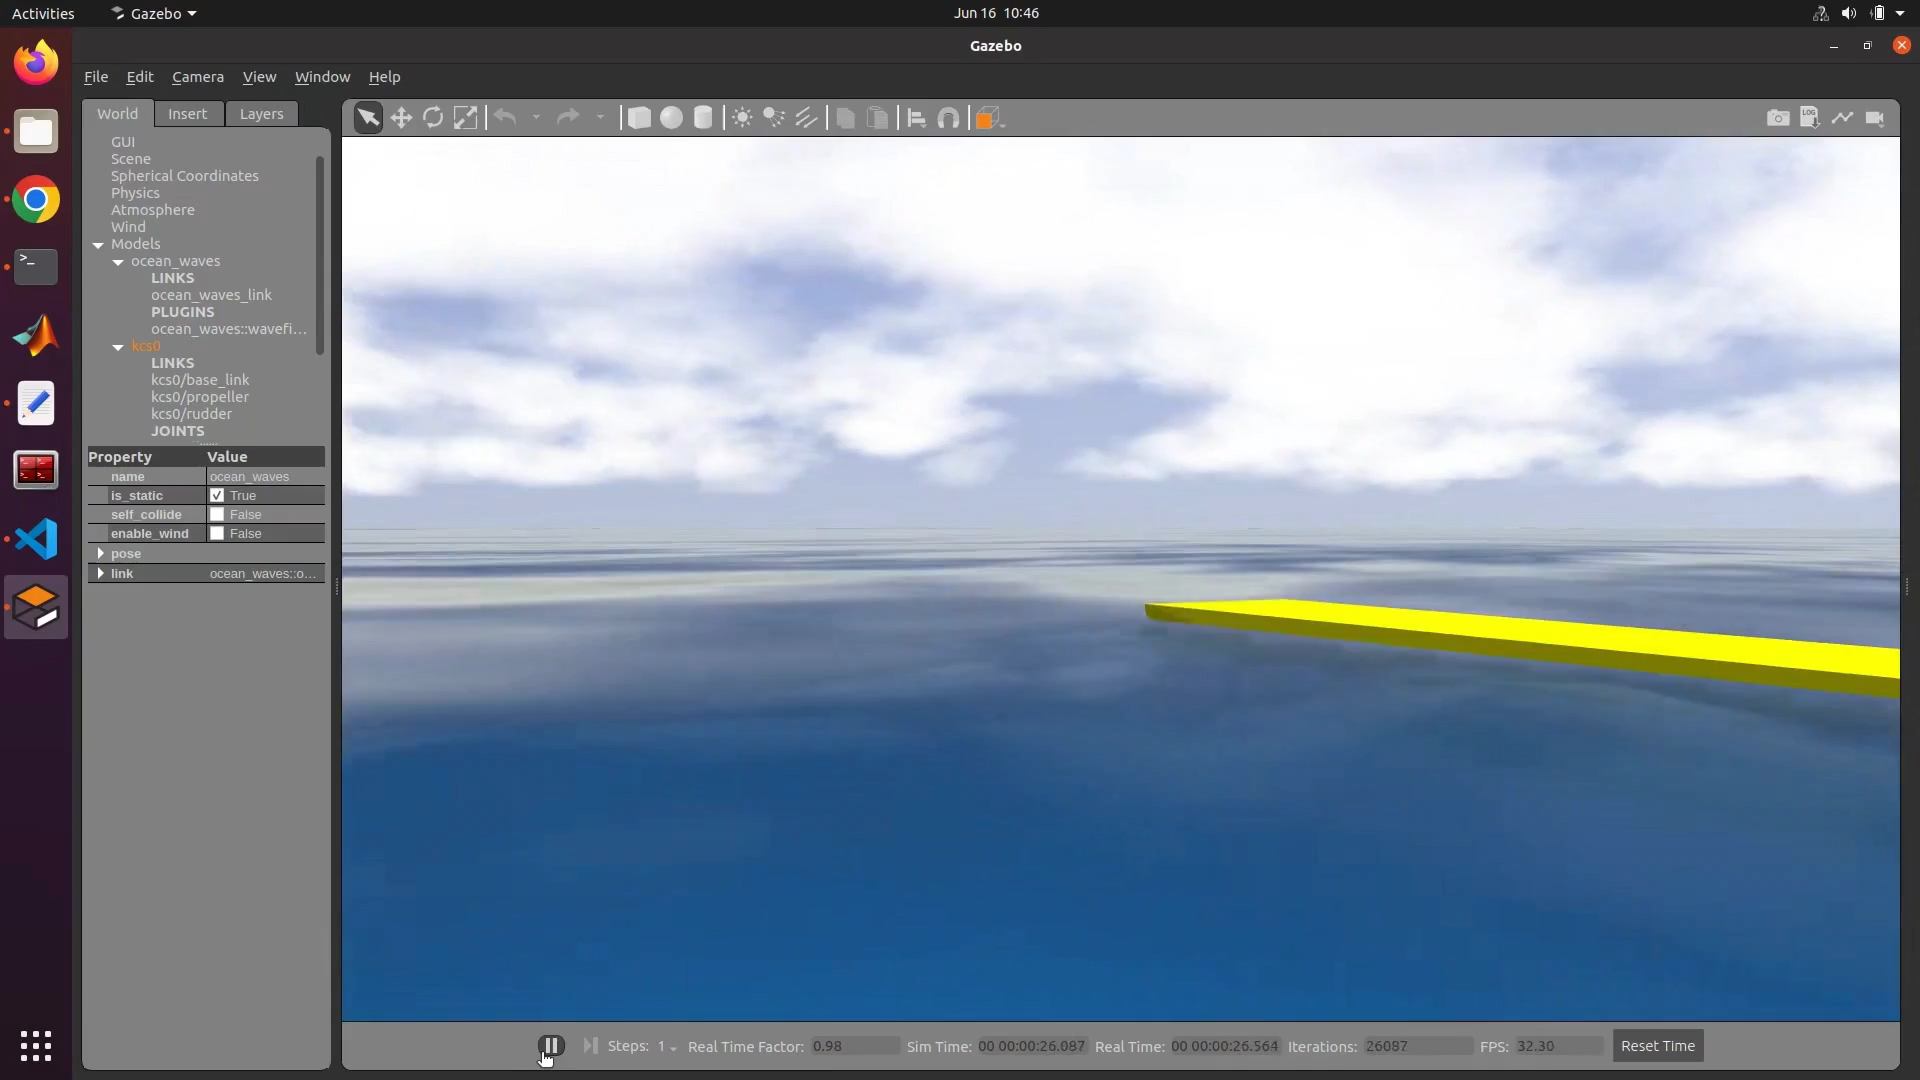 Activities Gazebo Jun 16 10:46
Gazebo
File Edit Camera View Window Help
World Insert Layers
GUI
Scene
Spherical Coordinates
Physics
Atmosphere
Wind
Models
ocean_waves
LINKS
ocean_waves_link
PLUGINS
ocean_waves::wavefi...
kcs0
LINKS
kcs0/base_link
kcs0/propeller
kcs0/rudder
JOINTS
Property Value
name ocean_waves
is_static True
self_collide False
enable_wind False
pose
link ocean_waves::o...
LOG
Steps: 1 Real Time Factor: 0.98 Sim Time: 00 00:00:26.087 Real Time: 00 00:00:26.564 Iterations: 26087 FPS: 32.30 Reset Time